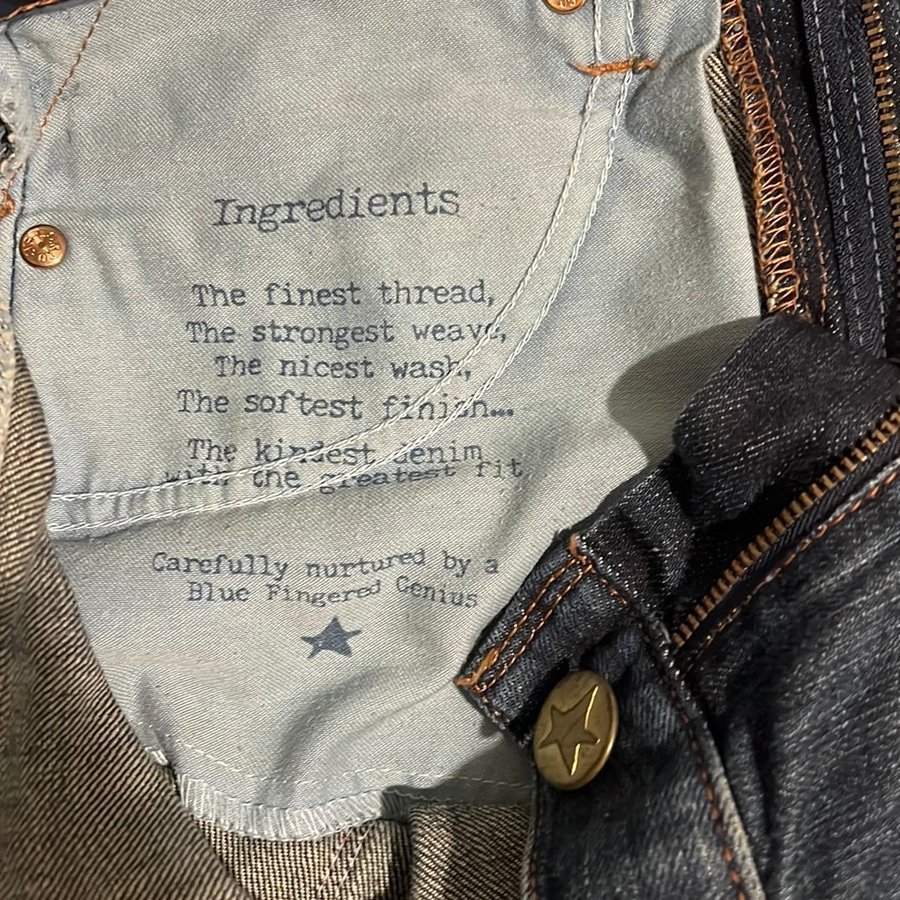 Ingredients
The finest thread,
The strongest weave,
The nicest wash,
The softest finish...
The kindest denim
with the greatest fit.
Carefully nurtured by a
Blue Fingered Genius